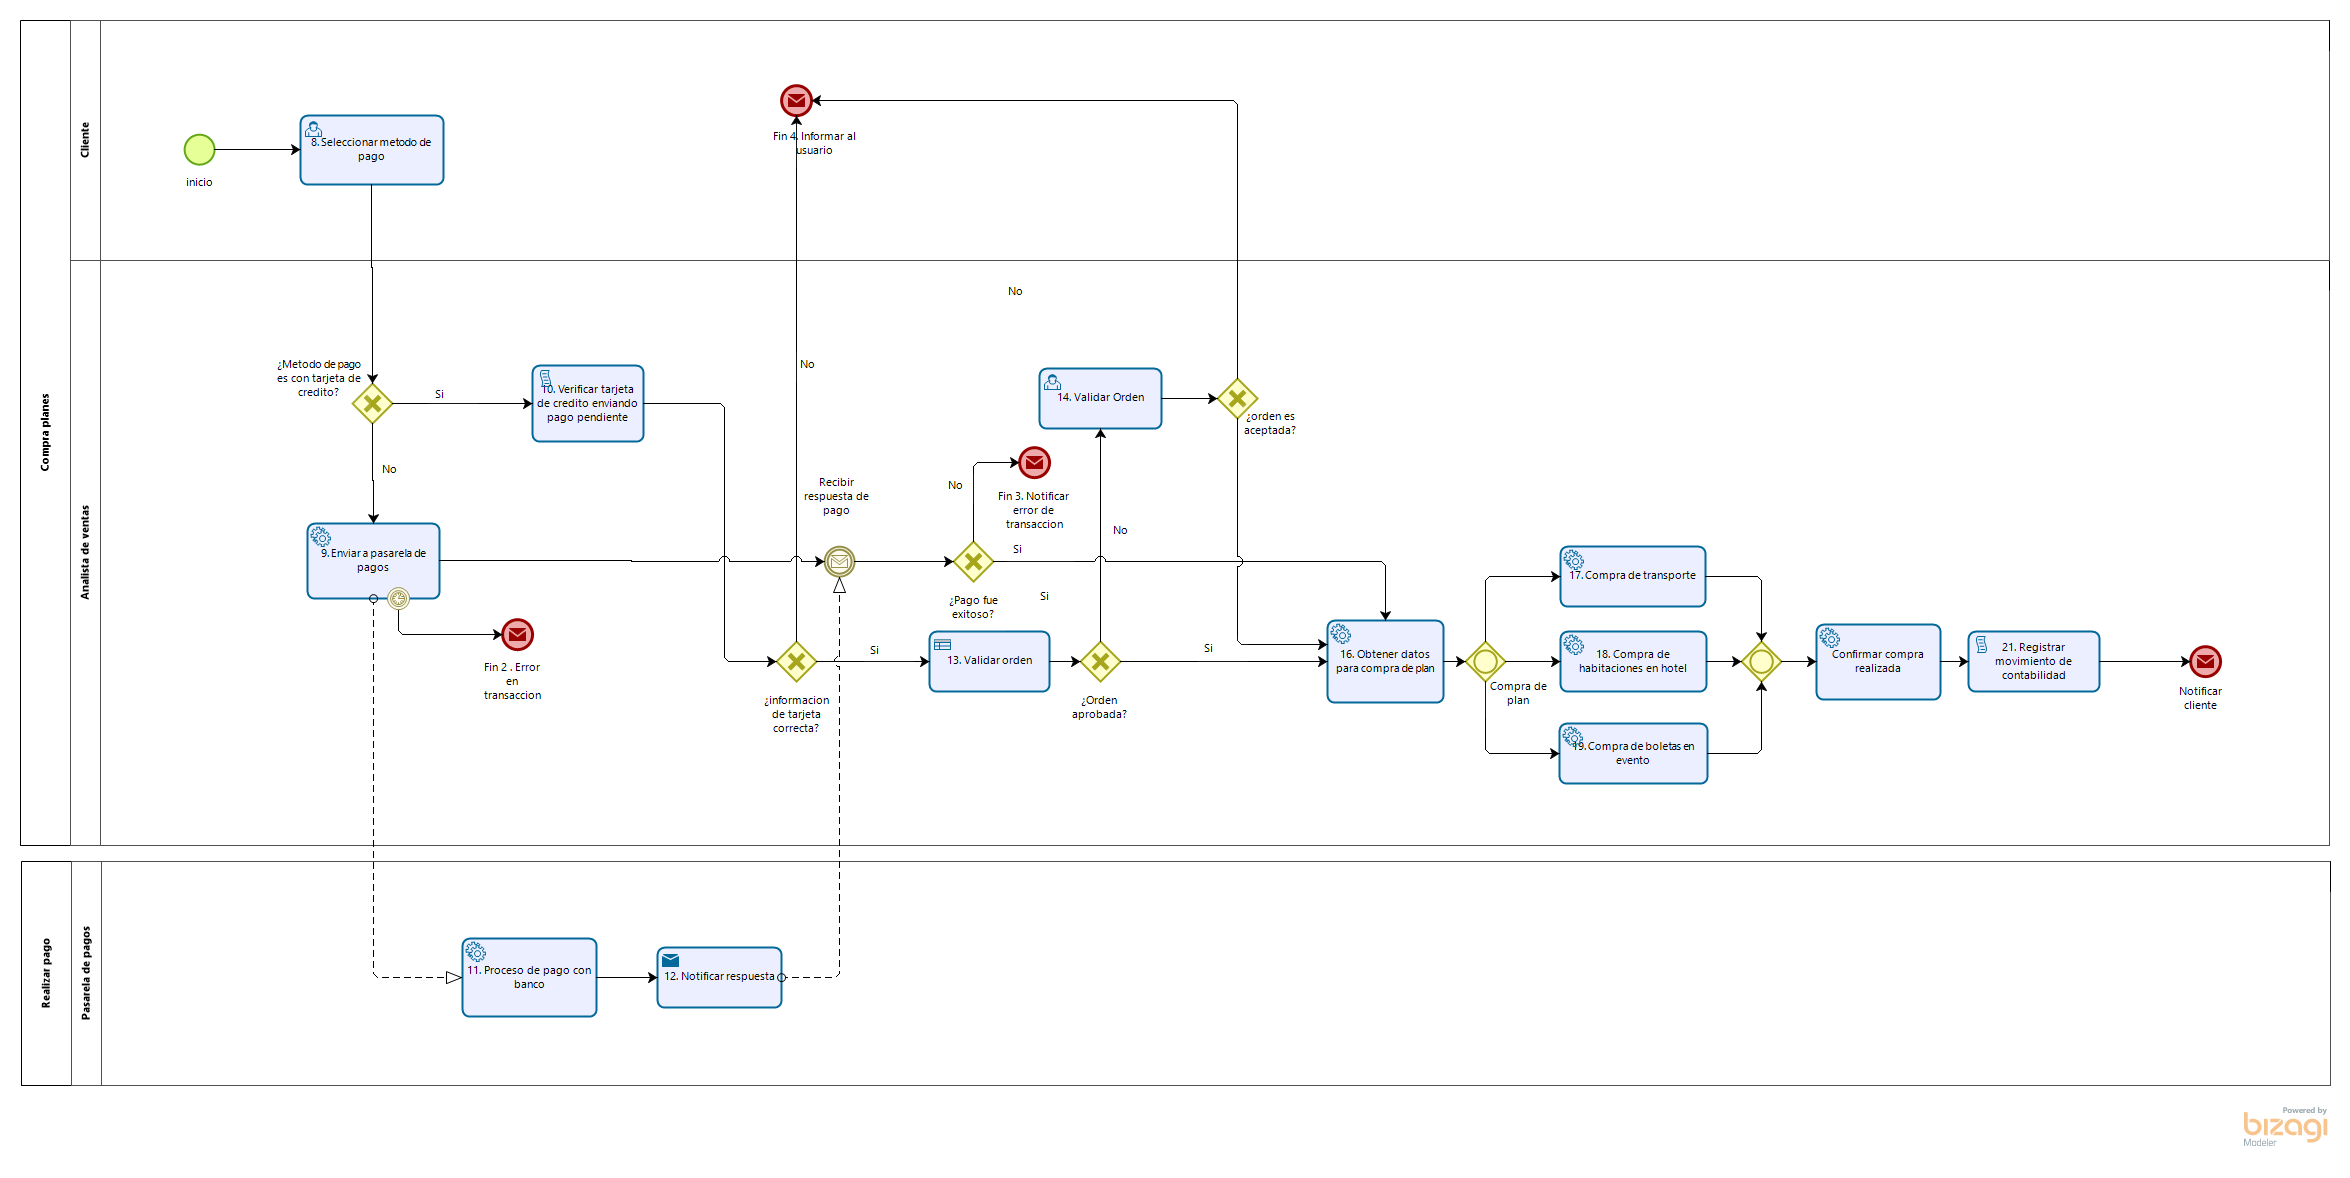 Compra planes
Cliente
inicio
8. Seleccionar metodo de
pago
Fin 4. Informar al
usuario
Analista de ventas
No
¿Metodo de pago
es con tarjeta de
credito?
Si
No
10. Verificar tarjeta
de credito enviando
pago pendiente
No
14. Validar Orden
¿orden es
aceptada?
Recibir
respuesta de
pago
No
Fin 3. Notificar
error de
transaccion
No
9. Enviar a pasarela de
pagos
Si
¿Pago fue
exitoso?
Si
Fin 2 . Error
en
transaccion
¿informacion
de tarjeta
correcta?
Si
13. Validar orden
¿Orden
aprobada?
Si
16. Obtener datos
para compra de plan
Compra de
plan
17. Compra de transporte
18. Compra de
habitaciones en hotel
19. Compra de boletas en
evento
Confirmar compra
realizada
21. Registrar
movimiento de
contabilidad
Notificar
cliente
Realizar pago
Pasarela de pagos
11. Proceso de pago con
banco
12. Notificar respuesta
Powered by
bizagi
Modeler